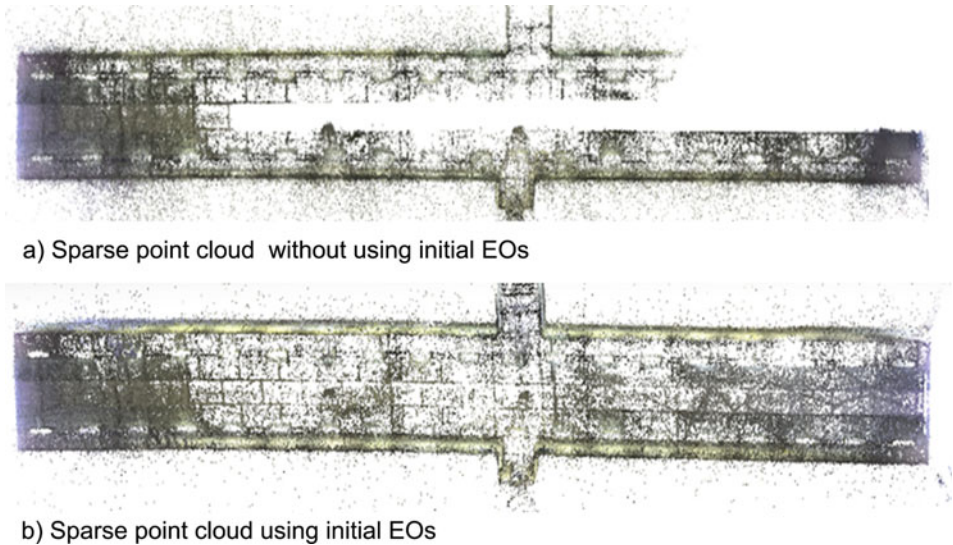 a) Sparse point cloud without using initial EOs
b) Sparse point cloud using initial EOs